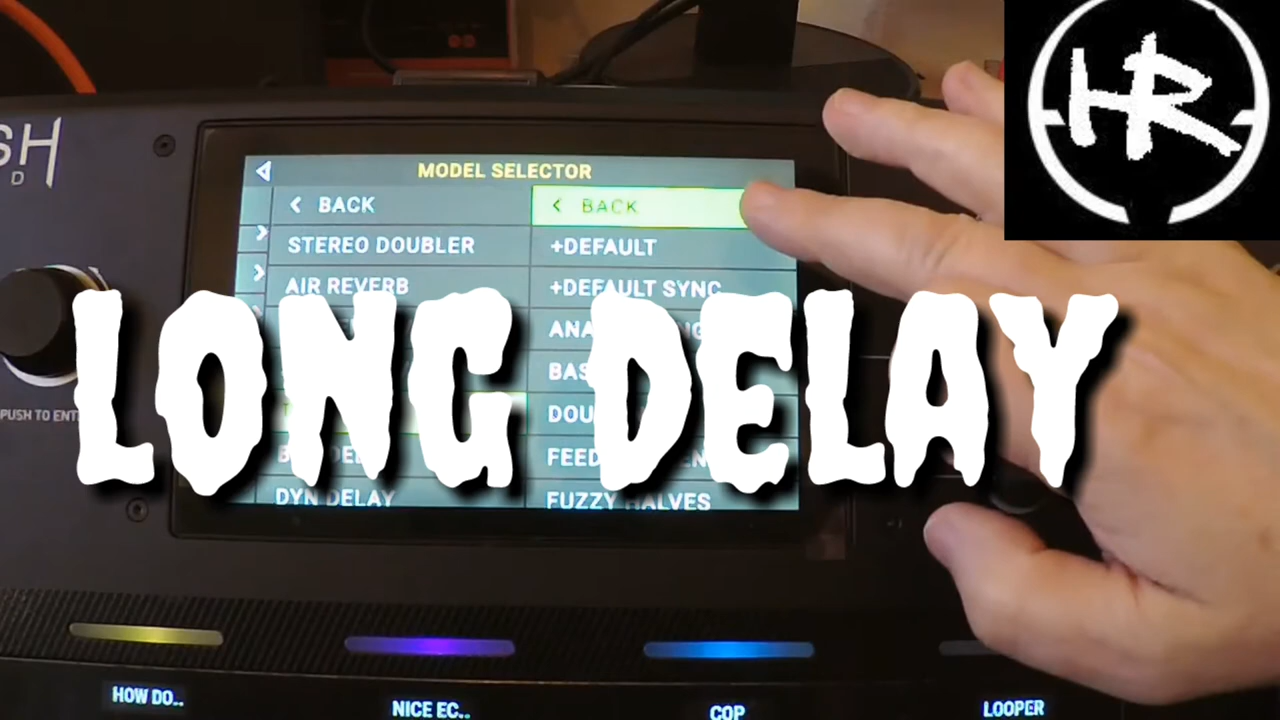 SH
D
HR
MODEL SELECTOR
< BACK
< BACK
STEREO DOUBLER
+DEFAULT
AIR REVERB
+DEFAULT SYNC
LONG DELAY
PUSH TO
DYN DELAY
FUZZY HALVES
HOW DO..
NICE EC..
COP
LOOPER